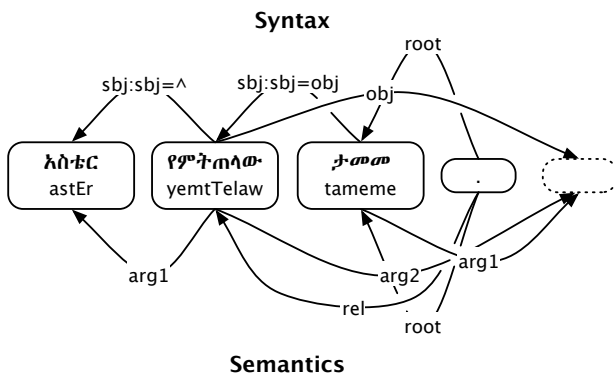 Syntax
root
sbj:sbj=^
sbj:sbj=obj
obj
አስቴር
astEr
የምትጠላው
yemtTelaw
ታመመ
tameme
.
arg1
arg2
arg1
rel
root
Semantics